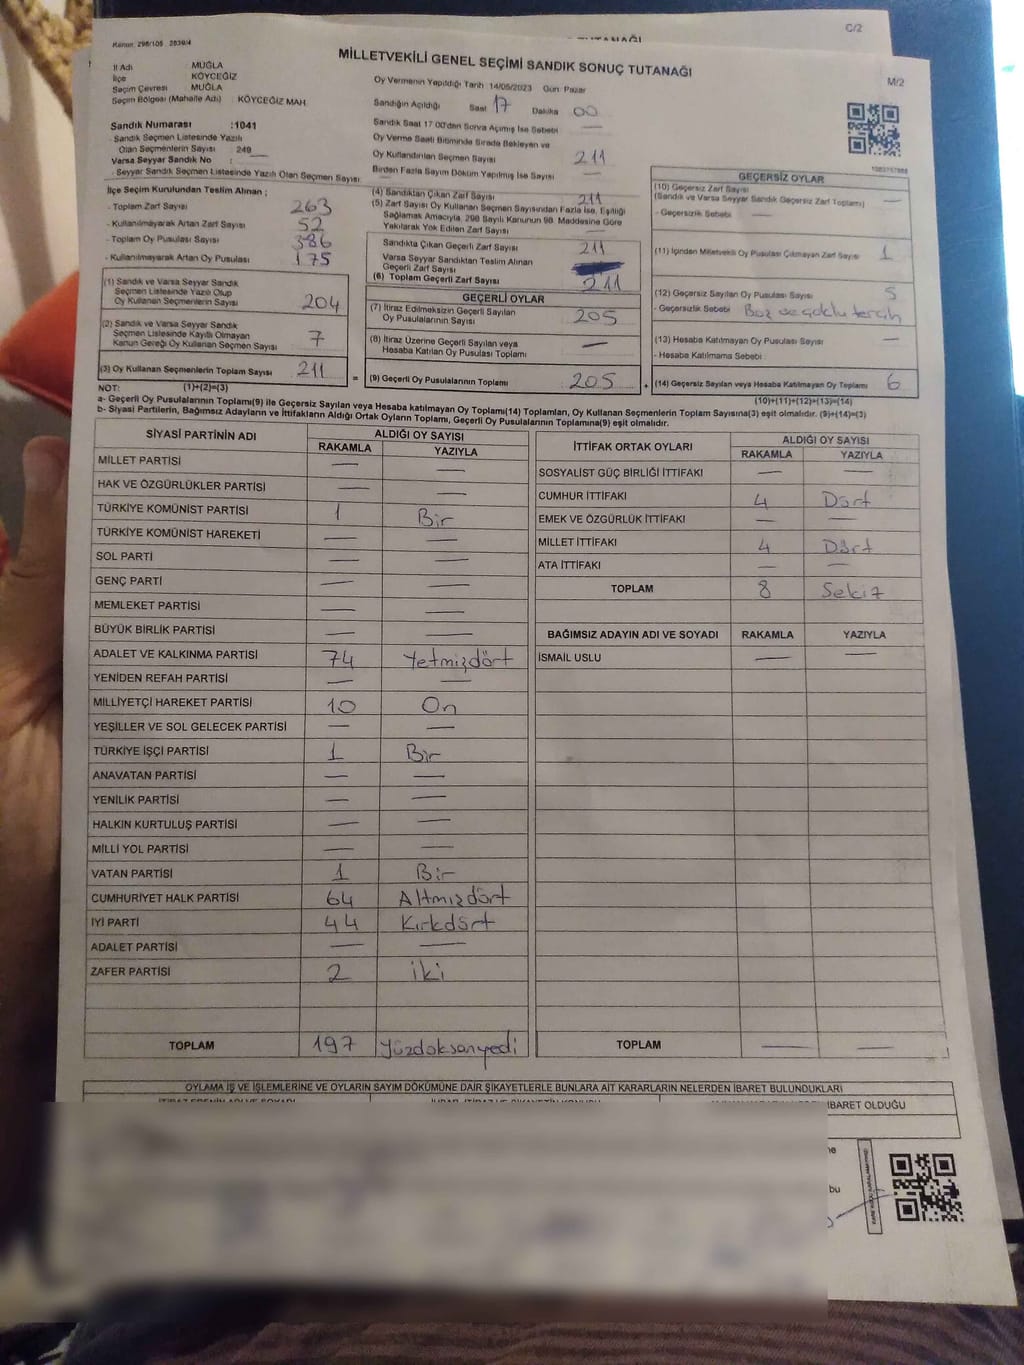 Kanun: 298/105 2839/4
C/2
MİLLETVEKİLİ GENEL SEÇİMİ SANDIK SONUÇ TUTANAĞI
M/2
İl Adı : MUĞLA
İlçe : KÖYCEĞİZ
Seçim Çevresi : MUĞLA
Seçim Bölgesi (Mahalle Adı) : KÖYCEĞİZ MAH.
Oy Vermenin Yapıldığı Tarih 14/05/2023 Gün: Pazar
Sandığın Açıldığı Saat 17 Dakika 00
Sandık Saat 17:00'den Sonra Açılmış İse Sebebi —
Oy Verme Saati Bitiminde Sırada Bekleyen ve
Oy Kullandırılan Seçmen Sayısı 211
Birden Fazla Sayım Döküm Yapılmış İse Sayısı —
Sandık Numarası :1041
- Sandık Seçmen Listesinde Yazılı
Olan Seçmenlerin Sayısı : 249
Varsa Seyyar Sandık No : —
- Seyyar Sandık Seçmen Listesinde Yazılı Olan Seçmen Sayısı: —
İlçe Seçim Kurulundan Teslim Alınan ;
- Toplam Zarf Sayısı 263
- Kullanılmayarak Artan Zarf Sayısı 52
- Toplam Oy Pusulası Sayısı 386
- Kullanılmayarak Artan Oy Pusulası 175
(1) Sandık ve Varsa Seyyar Sandık
Seçmen Listesinde Yazılı Olup
Oy Kullanan Seçmenlerin Sayısı 204
(2) Sandık ve Varsa Seyyar Sandık
Seçmen Listesinde Kayıtlı Olmayan
Kanun Gereği Oy Kullanan Seçmen Sayısı 7
(3) Oy Kullanan Seçmenlerin Toplam Sayısı 211
(4) Sandıktan Çıkan Zarf Sayısı 211
(5) Zarf Sayısı Oy Kullanan Seçmen Sayısından Fazla İse, Eşitliği
Sağlamak Amacıyla, 298 Sayılı Kanunun 98. Maddesine Göre
Yakılarak Yok Edilen Zarf Sayısı —
Sandıkta Çıkan Geçerli Zarf Sayısı 211
Varsa Seyyar Sandıktan Teslim Alınan
Geçerli Zarf Sayısı
(6) Toplam Geçerli Zarf Sayısı 211
GEÇERLİ OYLAR
(7) İtiraz Edilmeksizin Geçerli Sayılan
Oy Pusulalarının Sayısı 205
(8) İtiraz Üzerine Geçerli Sayılan veya
Hesaba Katılan Oy Pusulası Toplamı —
= (9) Geçerli Oy Pusulalarının Toplamı 205
GEÇERSİZ OYLAR
(10) Geçersiz Zarf Sayısı
(Sandık ve Varsa Seyyar Sandık Geçersiz Zarf Toplamı) —
- Geçersizlik Sebebi —
(11) İçinden Milletvekili Oy Pusulası Çıkmayan Zarf Sayısı 1
(12) Geçersiz Sayılan Oy Pusulası Sayısı 5
- Geçersizlik Sebebi : Boş ve çoklu tercih
(13) Hesaba Katılmayan Oy Pusulası Sayısı —
- Hesaba Katılmama Sebebi :
+ (14) Geçersiz Sayılan veya Hesaba Katılmayan Oy Toplamı 6
NOT: (1)+(2)=(3)
(10)+(11)+(12)+(13)=(14)
a- Geçerli Oy Pusulalarının Toplamı(9) ile Geçersiz Sayılan veya Hesaba katılmayan Oy Toplamı(14) Toplamları, Oy Kullanan Seçmenlerin Toplam Sayısına(3) eşit olmalıdır. (9)+(14)=(3)
b- Siyasi Partilerin, Bağımsız Adayların ve İttifakların Aldığı Ortak Oyların Toplamı, Geçerli Oy Pusulalarının Toplamına(9) eşit olmalıdır.
SİYASİ PARTİNİN ADI ALDIĞI OY SAYISI
RAKAMLA YAZIYLA
MİLLET PARTİSİ — —
HAK VE ÖZGÜRLÜKLER PARTİSİ — —
TÜRKİYE KOMÜNİST PARTİSİ 1 Bir
TÜRKİYE KOMÜNİST HAREKETİ — —
SOL PARTİ — —
GENÇ PARTİ — —
MEMLEKET PARTİSİ — —
BÜYÜK BİRLİK PARTİSİ — —
ADALET VE KALKINMA PARTİSİ 74 Yetmişdört
YENİDEN REFAH PARTİSİ — —
MİLLİYETÇİ HAREKET PARTİSİ 10 On
YEŞİLLER VE SOL GELECEK PARTİSİ — —
TÜRKİYE İŞÇİ PARTİSİ 1 Bir
ANAVATAN PARTİSİ — —
YENİLİK PARTİSİ — —
HALKIN KURTULUŞ PARTİSİ — —
MİLLİ YOL PARTİSİ — —
VATAN PARTİSİ 1 Bir
CUMHURİYET HALK PARTİSİ 64 Altmışdört
İYİ PARTİ 44 Kırkdört
ADALET PARTİSİ — —
ZAFER PARTİSİ 2 iki
TOPLAM 197 Yüzdoksanyedi
İTTİFAK ORTAK OYLARI ALDIĞI OY SAYISI
RAKAMLA YAZIYLA
SOSYALİST GÜÇ BİRLİĞİ İTTİFAKI — —
CUMHUR İTTİFAKI 4 Dört
EMEK VE ÖZGÜRLÜK İTTİFAKI — —
MİLLET İTTİFAKI 4 Dört
ATA İTTİFAKI — —
TOPLAM 8 Sekiz
BAĞIMSIZ ADAYIN ADI VE SOYADI RAKAMLA YAZIYLA
İSMAİL USLU — —
TOPLAM — —
OYLAMA İŞ VE İŞLEMLERİNE VE OYLARIN SAYIM DÖKÜMÜNE DAİR ŞİKAYETLERLE BUNLARA AİT KARARLARIN NELERDEN İBARET BULUNDUKLARI
İBARET OLDUĞU
bu